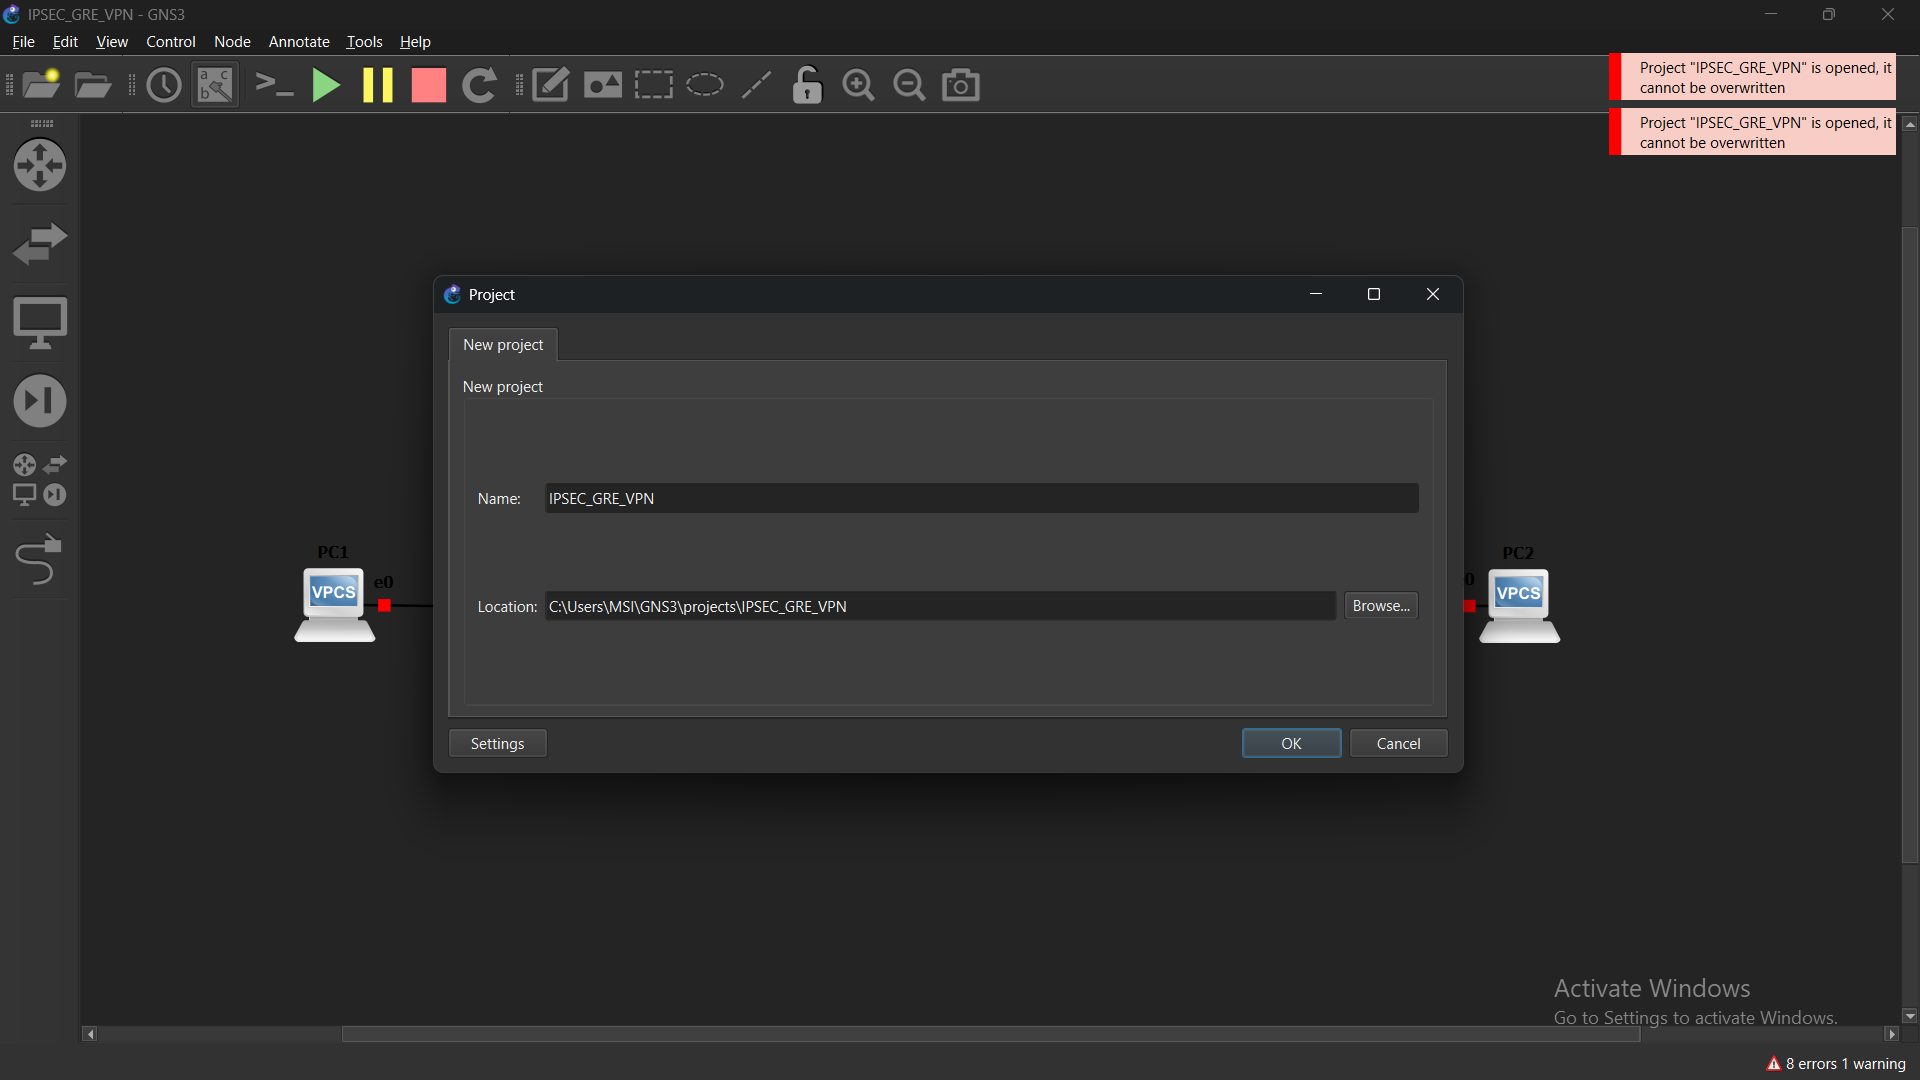 IPSEC_GRE_VPN - GNS3
File Edit View Control Node Annotate Tools Help
a c
b
Project "IPSEC_GRE_VPN" is opened, it
cannot be overwritten
Project "IPSEC_GRE_VPN" is opened, it
cannot be overwritten
Project
New project
New project
Name: IPSEC_GRE_VPN
Location: C:\Users\MSI\GNS3\projects\IPSEC_GRE_VPN Browse...
Settings OK Cancel
PC1
VPCS
e0
PC2
0
VPCS
Activate Windows
Go to Settings to activate Windows.
8 errors 1 warning